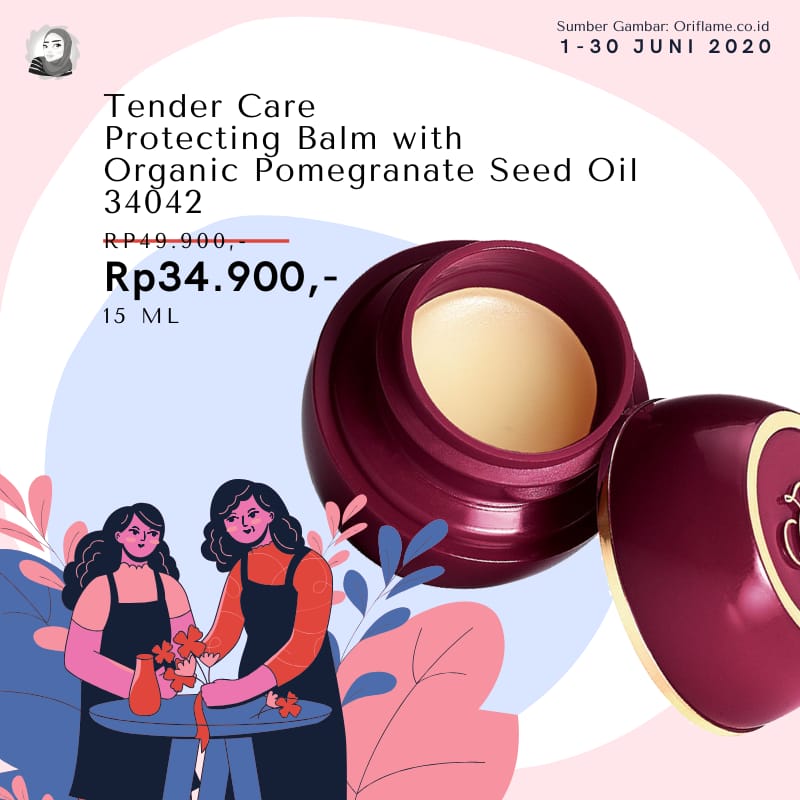 Sumber Gambar: Oriflame.co.id
1-30 JUNI 2020
Tender Care
Protecting Balm with
Organic Pomegranate Seed Oil
34042
RP49.900,-
Rp34.900,-
15 ML